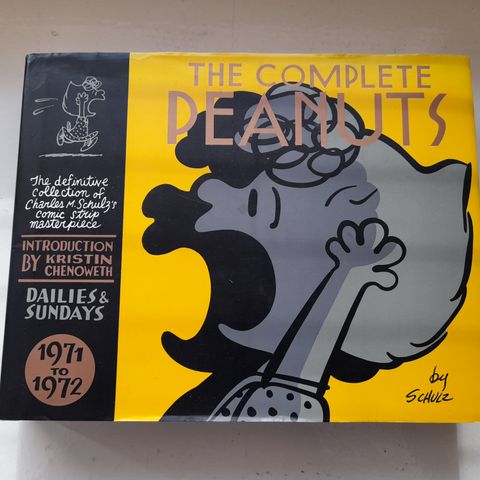 THE COMPLETE
PEANUTS
The definitive
collection of
Charles M. Schulz's
comic strip
masterpiece
INTRODUCTION
BY KRISTIN
CHENOWETH
DAILIES &
SUNDAYS
1971
TO
1972
by
SCHULZ